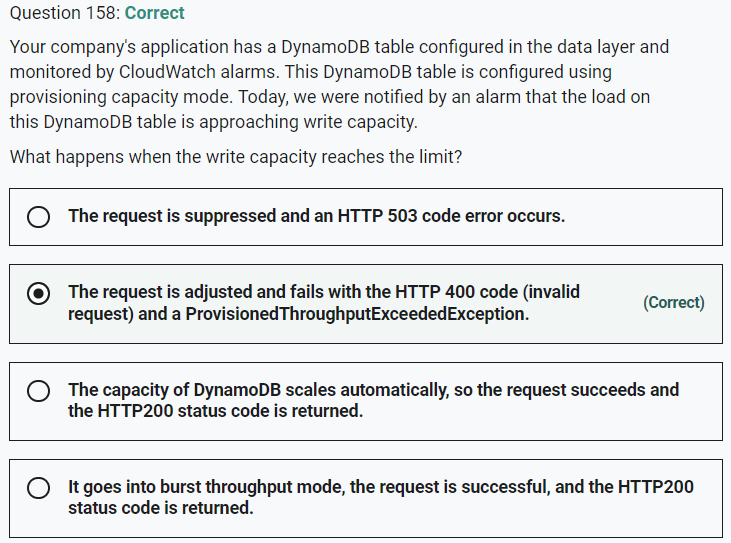 Question 158: Correct
Your company's application has a DynamoDB table configured in the data layer and
monitored by CloudWatch alarms. This DynamoDB table is configured using
provisioning capacity mode. Today, we were notified by an alarm that the load on
this DynamoDB table is approaching write capacity.
What happens when the write capacity reaches the limit?
The request is suppressed and an HTTP 503 code error occurs.
The request is adjusted and fails with the HTTP 400 code (invalid
request) and a ProvisionedThroughputExceededException.
(Correct)
The capacity of DynamoDB scales automatically, so the request succeeds and
the HTTP200 status code is returned.
It goes into burst throughput mode, the request is successful, and the HTTP200
status code is returned.